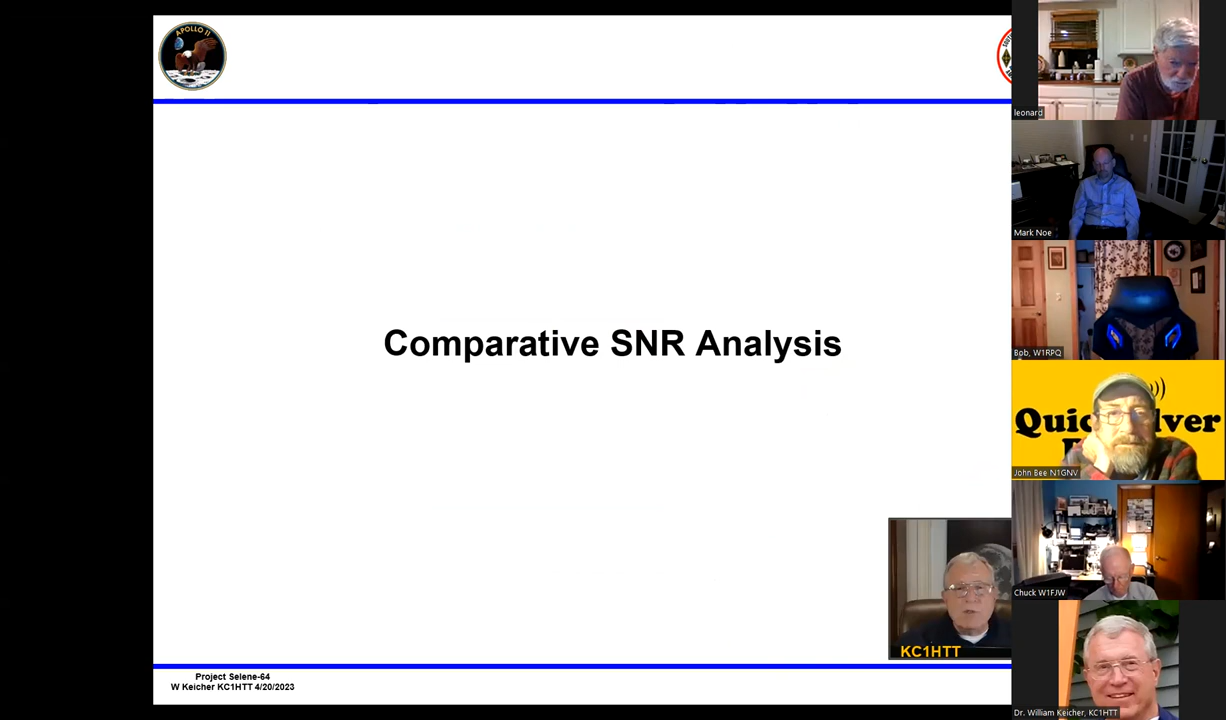 APOLLO 11
Comparative SNR Analysis
KC1HTT
Project Selene-64
W Keicher KC1HTT 4/20/2023
leonard
Mark Noe
Bob, W1RPQ
John Bee N1GNV
Chuck W1FJW
Dr. William Keicher, KC1HTT